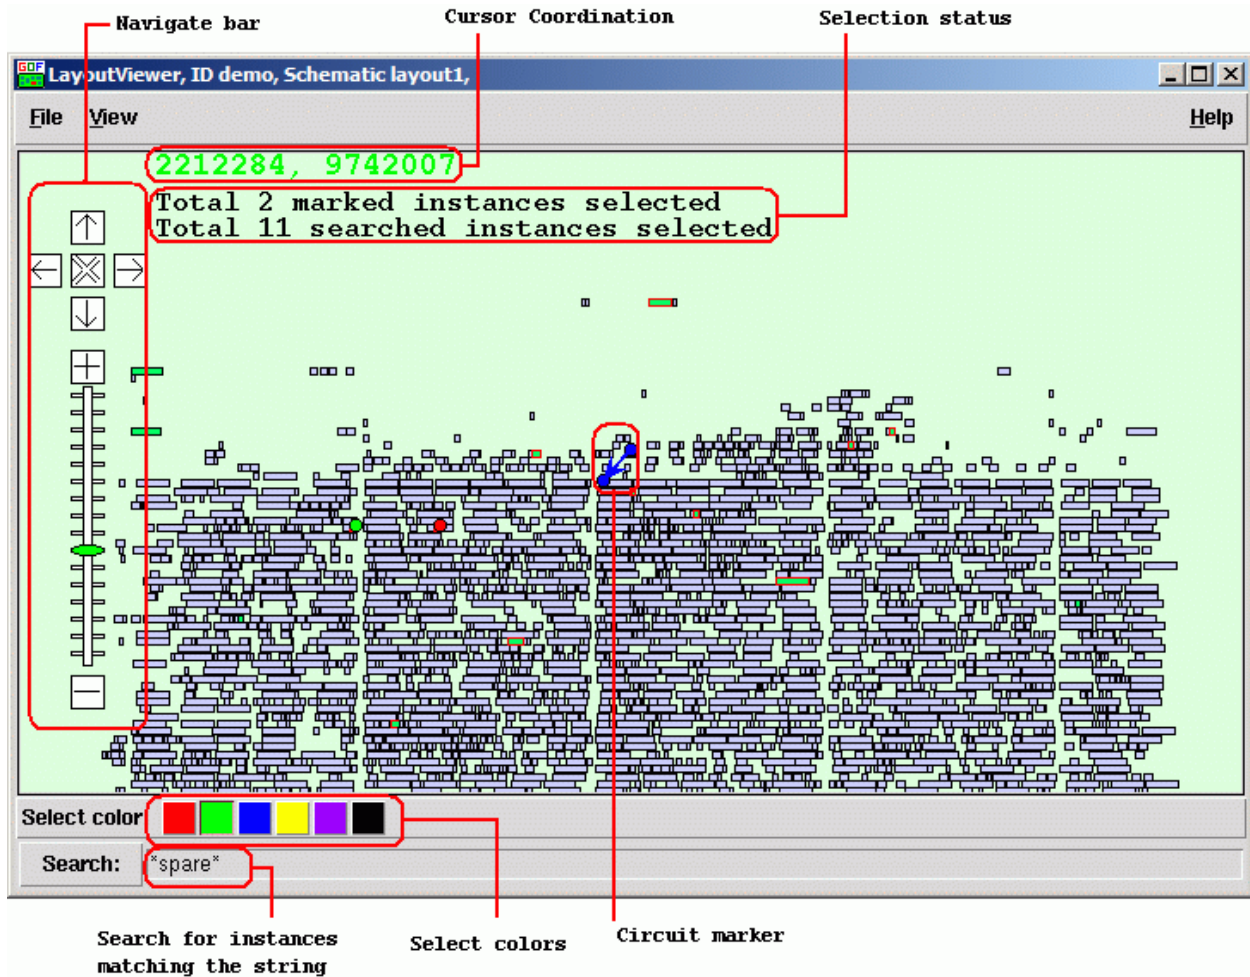 Navigate bar
Cursor Coordination
Selection status
GOF
LayoutViewer, ID demo, Schematic layout1,
File View Help
2212284, 9742007
Total 2 marked instances selected
Total 11 searched instances selected
Select color
Search: *spare*
Search for instances
matching the string
Select colors
Circuit marker